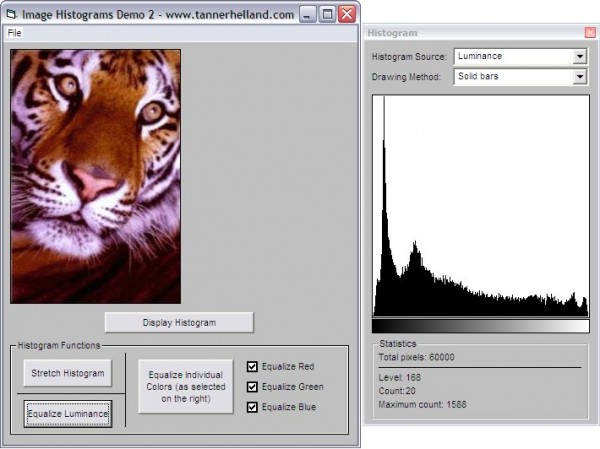 Image Histograms Demo 2 - www.tannerhelland.com
File
Display Histogram
Histogram Functions
Stretch Histogram
Equalize Luminance
Equalize Individual
Colors (as selected
on the right)
Equalize Red
Equalize Green
Equalize Blue
Histogram
Histogram Source: Luminance
Drawing Method: Solid bars
Statistics
Total pixels: 60000
Level: 168
Count:20
Maximum count: 1588